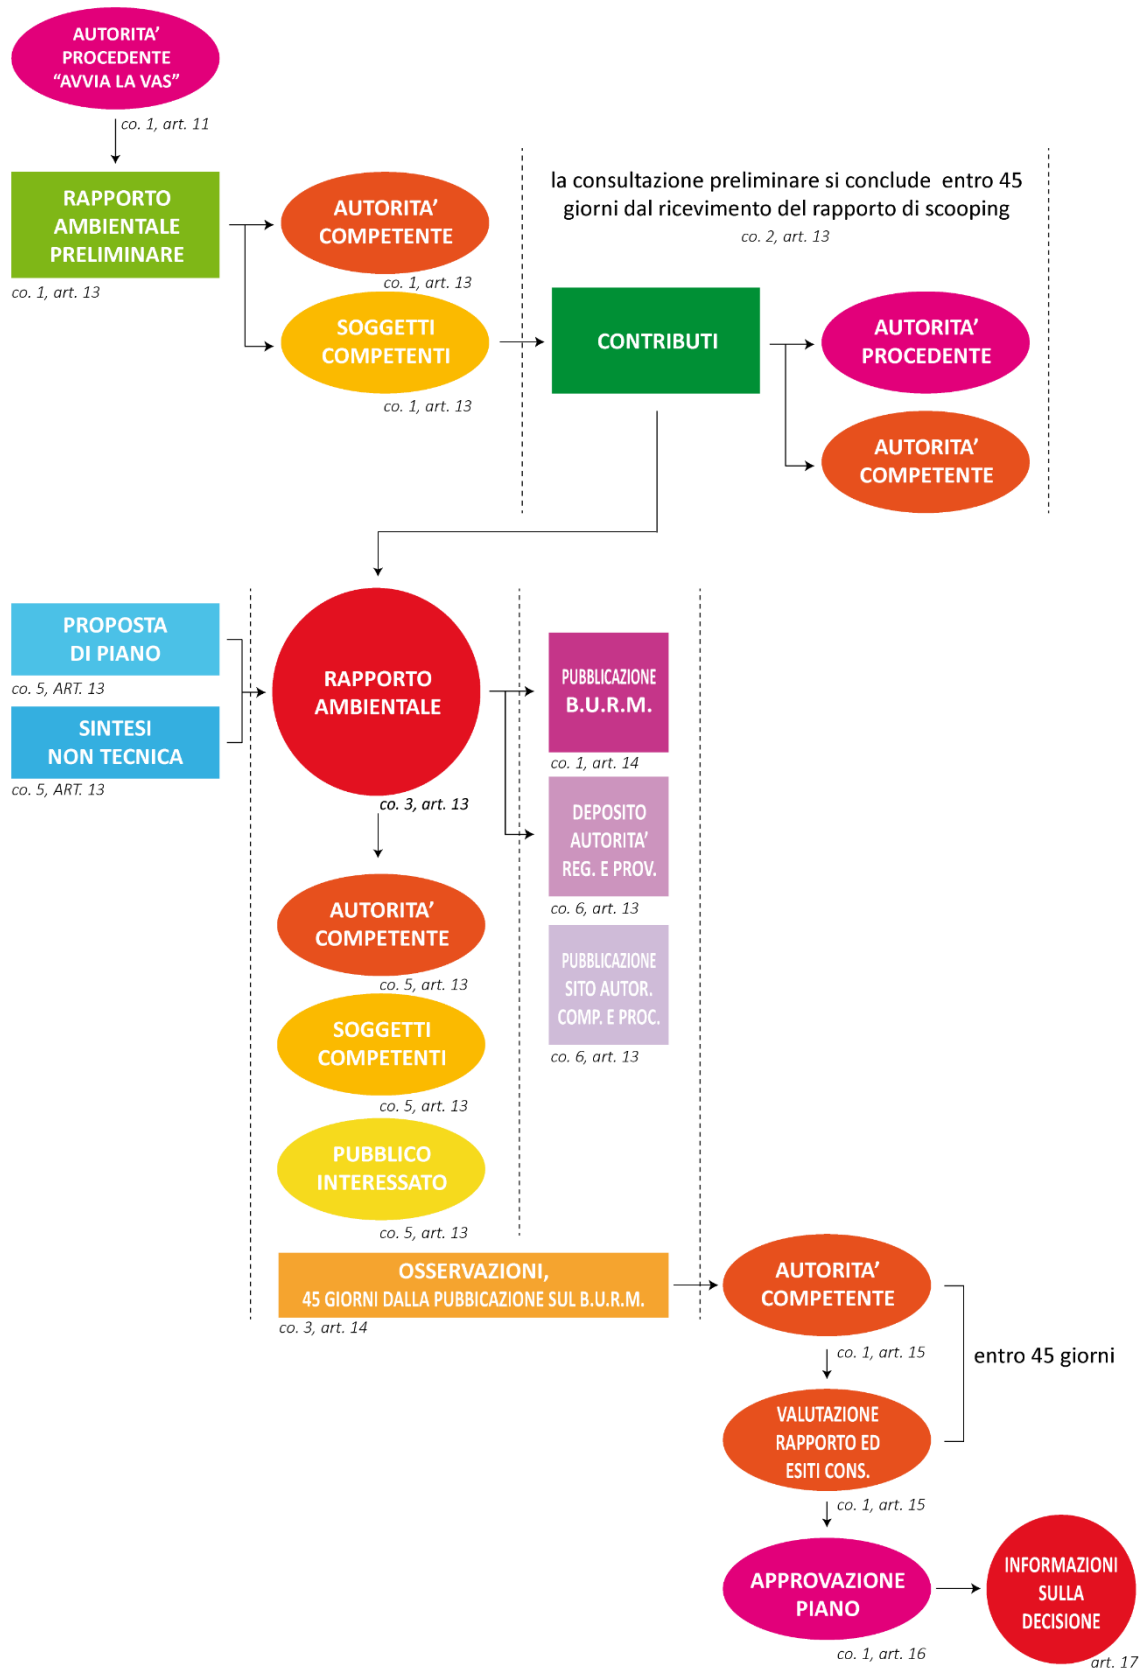 AUTORITA’
PROCEDENTE
“AVVIA LA VAS”
co. 1, art. 11
RAPPORTO
AMBIENTALE
PRELIMINARE
co. 1, art. 13
AUTORITA’
COMPETENTE
co. 1, art. 13
SOGGETTI
COMPETENTI
co. 1, art. 13
la consultazione preliminare si conclude entro 45
giorni dal ricevimento del rapporto di scooping
co. 2, art. 13
CONTRIBUTI
AUTORITA’
PROCEDENTE
AUTORITA’
COMPETENTE
PROPOSTA
DI PIANO
co. 5, ART. 13
SINTESI
NON TECNICA
co. 5, ART. 13
RAPPORTO
AMBIENTALE
co. 3, art. 13
PUBBLICAZIONE
B.U.R.M.
co. 1, art. 14
DEPOSITO
AUTORITA’
REG. E PROV.
co. 6, art. 13
PUBBLICAZIONE
SITO AUTOR.
COMP. E PROC.
co. 6, art. 13
AUTORITA’
COMPETENTE
co. 5, art. 13
SOGGETTI
COMPETENTI
co. 5, art. 13
PUBBLICO
INTERESSATO
co. 5, art. 13
OSSERVAZIONI,
45 GIORNI DALLA PUBBICAZIONE SUL B.U.R.M.
co. 3, art. 14
AUTORITA’
COMPETENTE
co. 1, art. 15
entro 45 giorni
VALUTAZIONE
RAPPORTO ED
ESITI CONS.
co. 1, art. 15
APPROVAZIONE
PIANO
co. 1, art. 16
INFORMAZIONI
SULLA
DECISIONE
art. 17